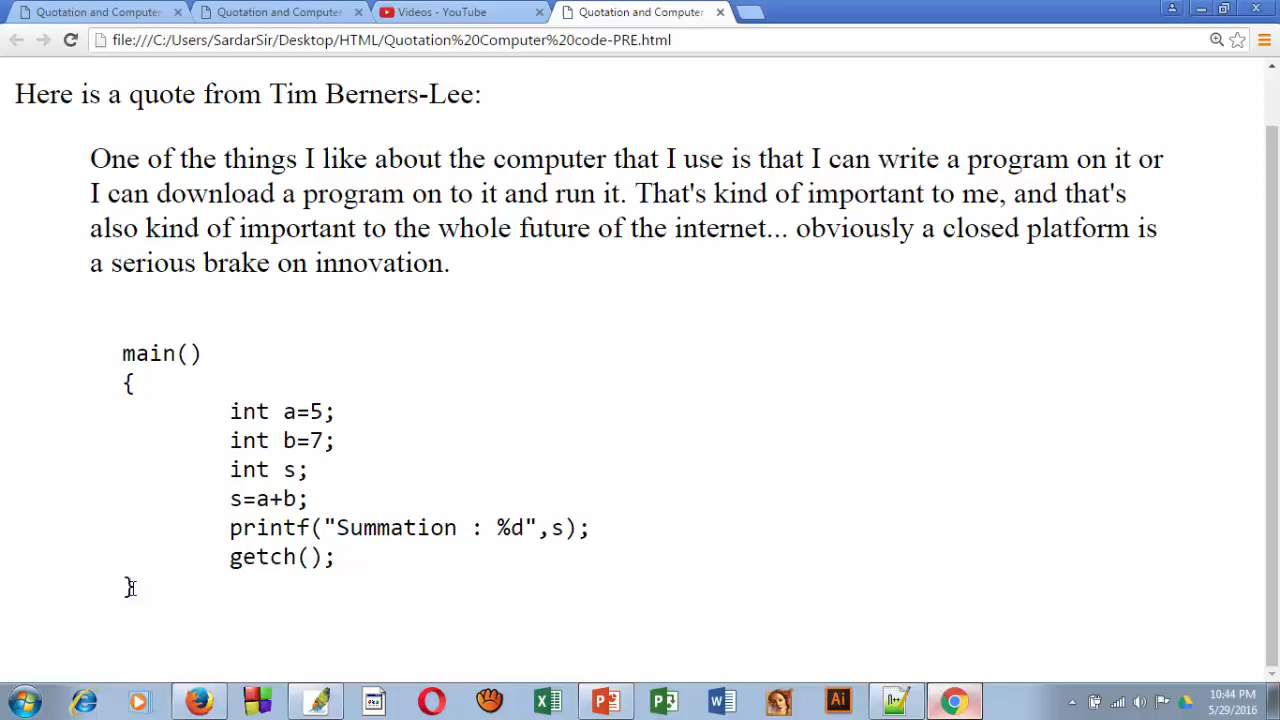 Quotation and Computer
Quotation and Computer
Videos - YouTube
Quotation and Computer
file:///C:/Users/SardarSir/Desktop/HTML/Quotation%20Computer%20code-PRE.html
Here is a quote from Tim Berners-Lee:
One of the things I like about the computer that I use is that I can write a program on it or
I can download a program on to it and run it. That's kind of important to me, and that's
also kind of important to the whole future of the internet... obviously a closed platform is
a serious brake on innovation.
main()
{
int a=5;
int b=7;
int s;
s=a+b;
printf("Summation : %d",s);
getch();
}
10:44 PM
5/29/2016